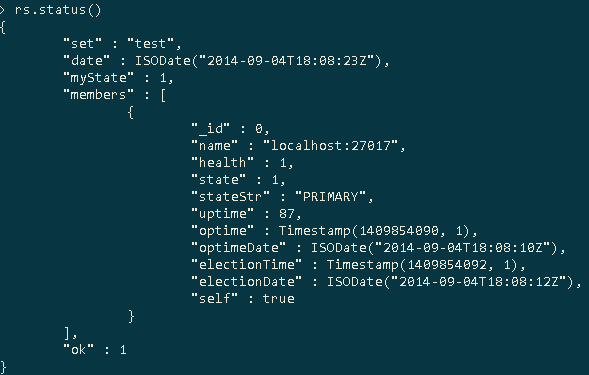 > rs.status()
{
        "set" : "test",
        "date" : ISODate("2014-09-04T18:08:23Z"),
        "myState" : 1,
        "members" : [
                {
                        "_id" : 0,
                        "name" : "localhost:27017",
                        "health" : 1,
                        "state" : 1,
                        "stateStr" : "PRIMARY",
                        "uptime" : 87,
                        "optime" : Timestamp(1409854090, 1),
                        "optimeDate" : ISODate("2014-09-04T18:08:10Z"),
                        "electionTime" : Timestamp(1409854092, 1),
                        "electionDate" : ISODate("2014-09-04T18:08:12Z"),
                        "self" : true
                }
        ],
        "ok" : 1
}